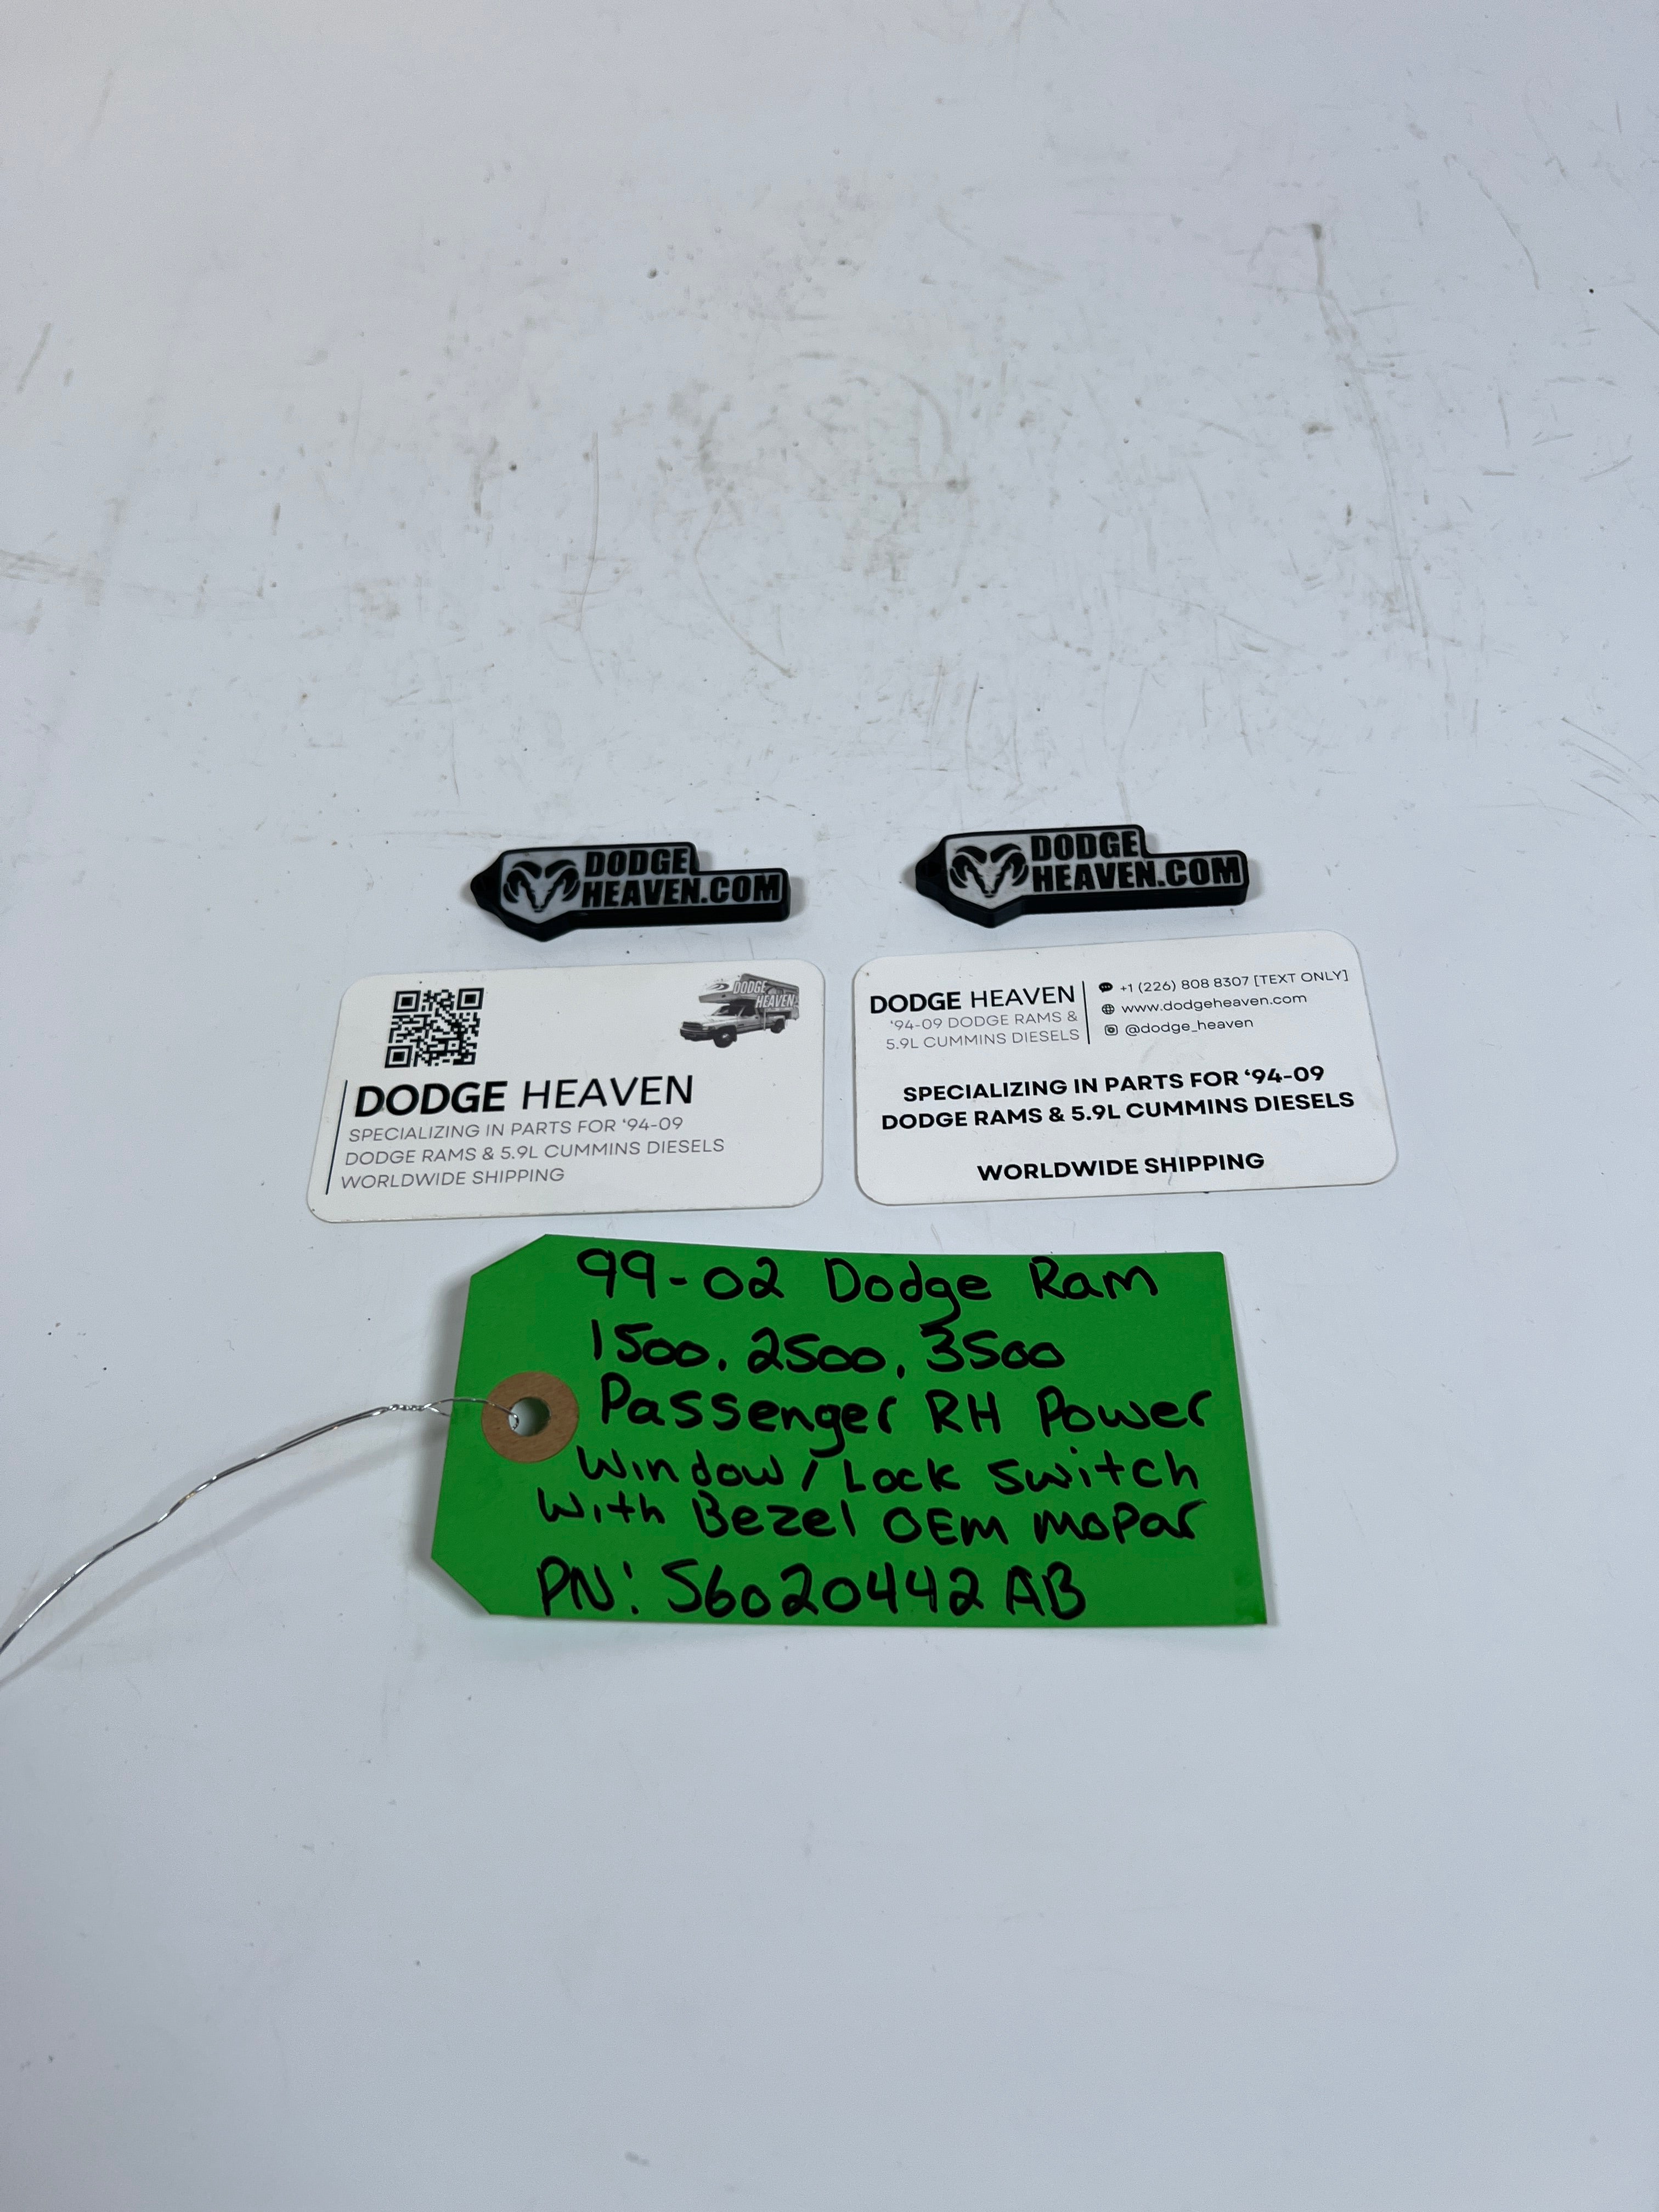 DODGE
HEAVEN.COM
DODGE
HEAVEN.COM
DODGE
HEAVEN
DODGE HEAVEN
SPECIALIZING IN PARTS FOR ‘94-09
DODGE RAMS & 5.9L CUMMINS DIESELS
WORLDWIDE SHIPPING
DODGE HEAVEN
‘94-09 DODGE RAMS &
5.9L CUMMINS DIESELS
+1 (226) 808 8307 [TEXT ONLY]
www.dodgeheaven.com
@dodge_heaven
SPECIALIZING IN PARTS FOR ‘94-09
DODGE RAMS & 5.9L CUMMINS DIESELS
WORLDWIDE SHIPPING
99-02 Dodge Ram
1500, 2500, 3500
Passenger RH Power
Window / Lock Switch
With Bezel OEM Mopar
PN: 56020442AB